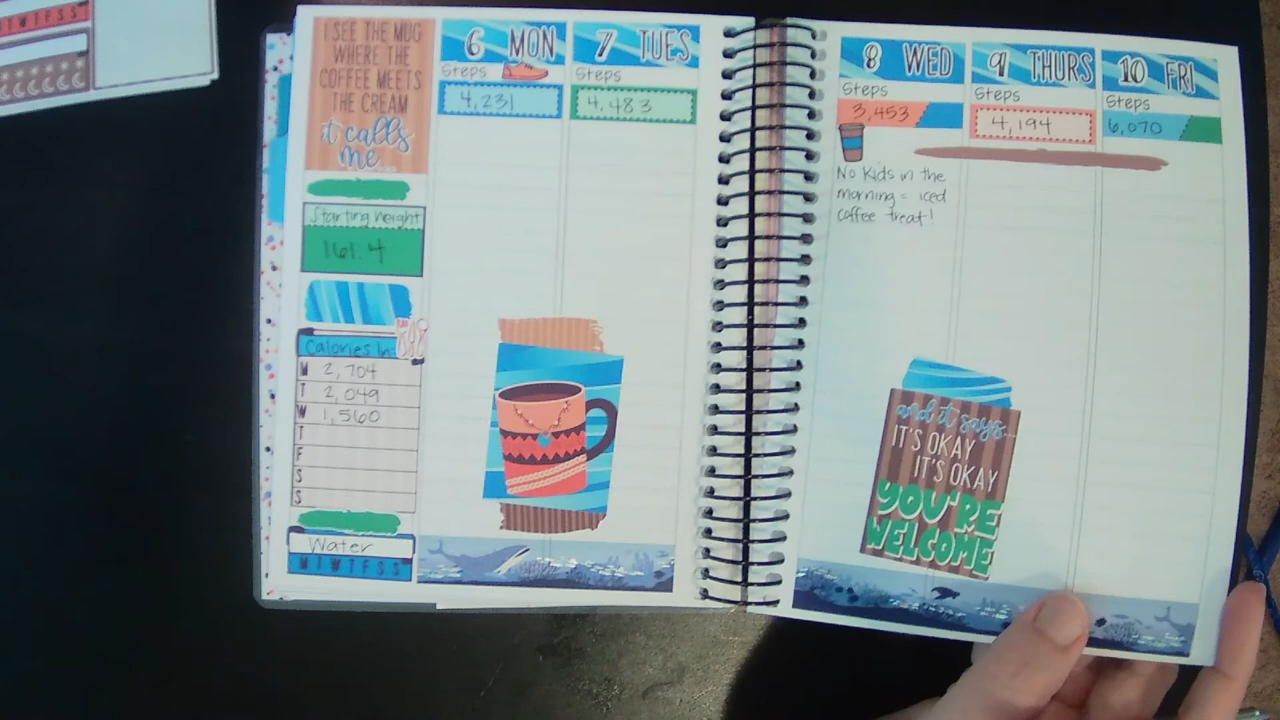 I SEE THE MUG
WHERE THE
COFFEE MEETS
THE CREAM
it calls
me...
Starting Weight
161.4
Calories In:
M 2,704
T 2,049
W 1,560
T
F
S
S
Water
M T W T F S S
6 MON
Steps
4,231
7 TUES
Steps
4,483
8 WED
Steps
3,453
No Kids in the
morning = iced
coffee treat!
9 THURS
Steps
4,194
10 FRI
Steps
6,070
and it says...
IT'S OKAY
IT'S OKAY
YOU'RE
WELCOME